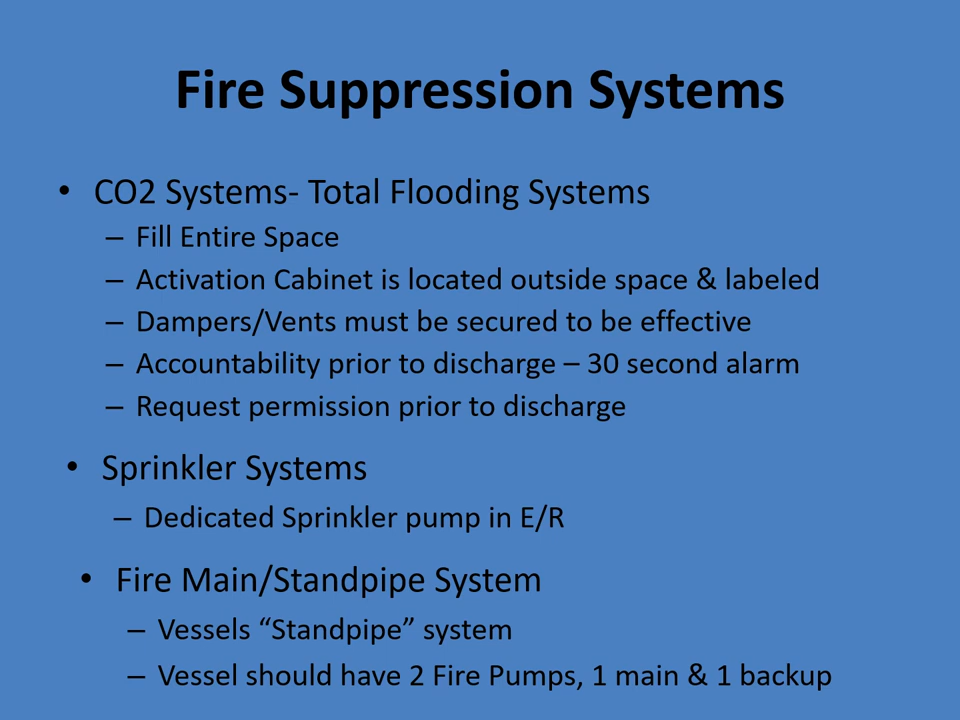 Fire Suppression Systems
• CO2 Systems- Total Flooding Systems
– Fill Entire Space
– Activation Cabinet is located outside space & labeled
– Dampers/Vents must be secured to be effective
– Accountability prior to discharge – 30 second alarm
– Request permission prior to discharge
• Sprinkler Systems
– Dedicated Sprinkler pump in E/R
• Fire Main/Standpipe System
– Vessels “Standpipe” system
– Vessel should have 2 Fire Pumps, 1 main & 1 backup